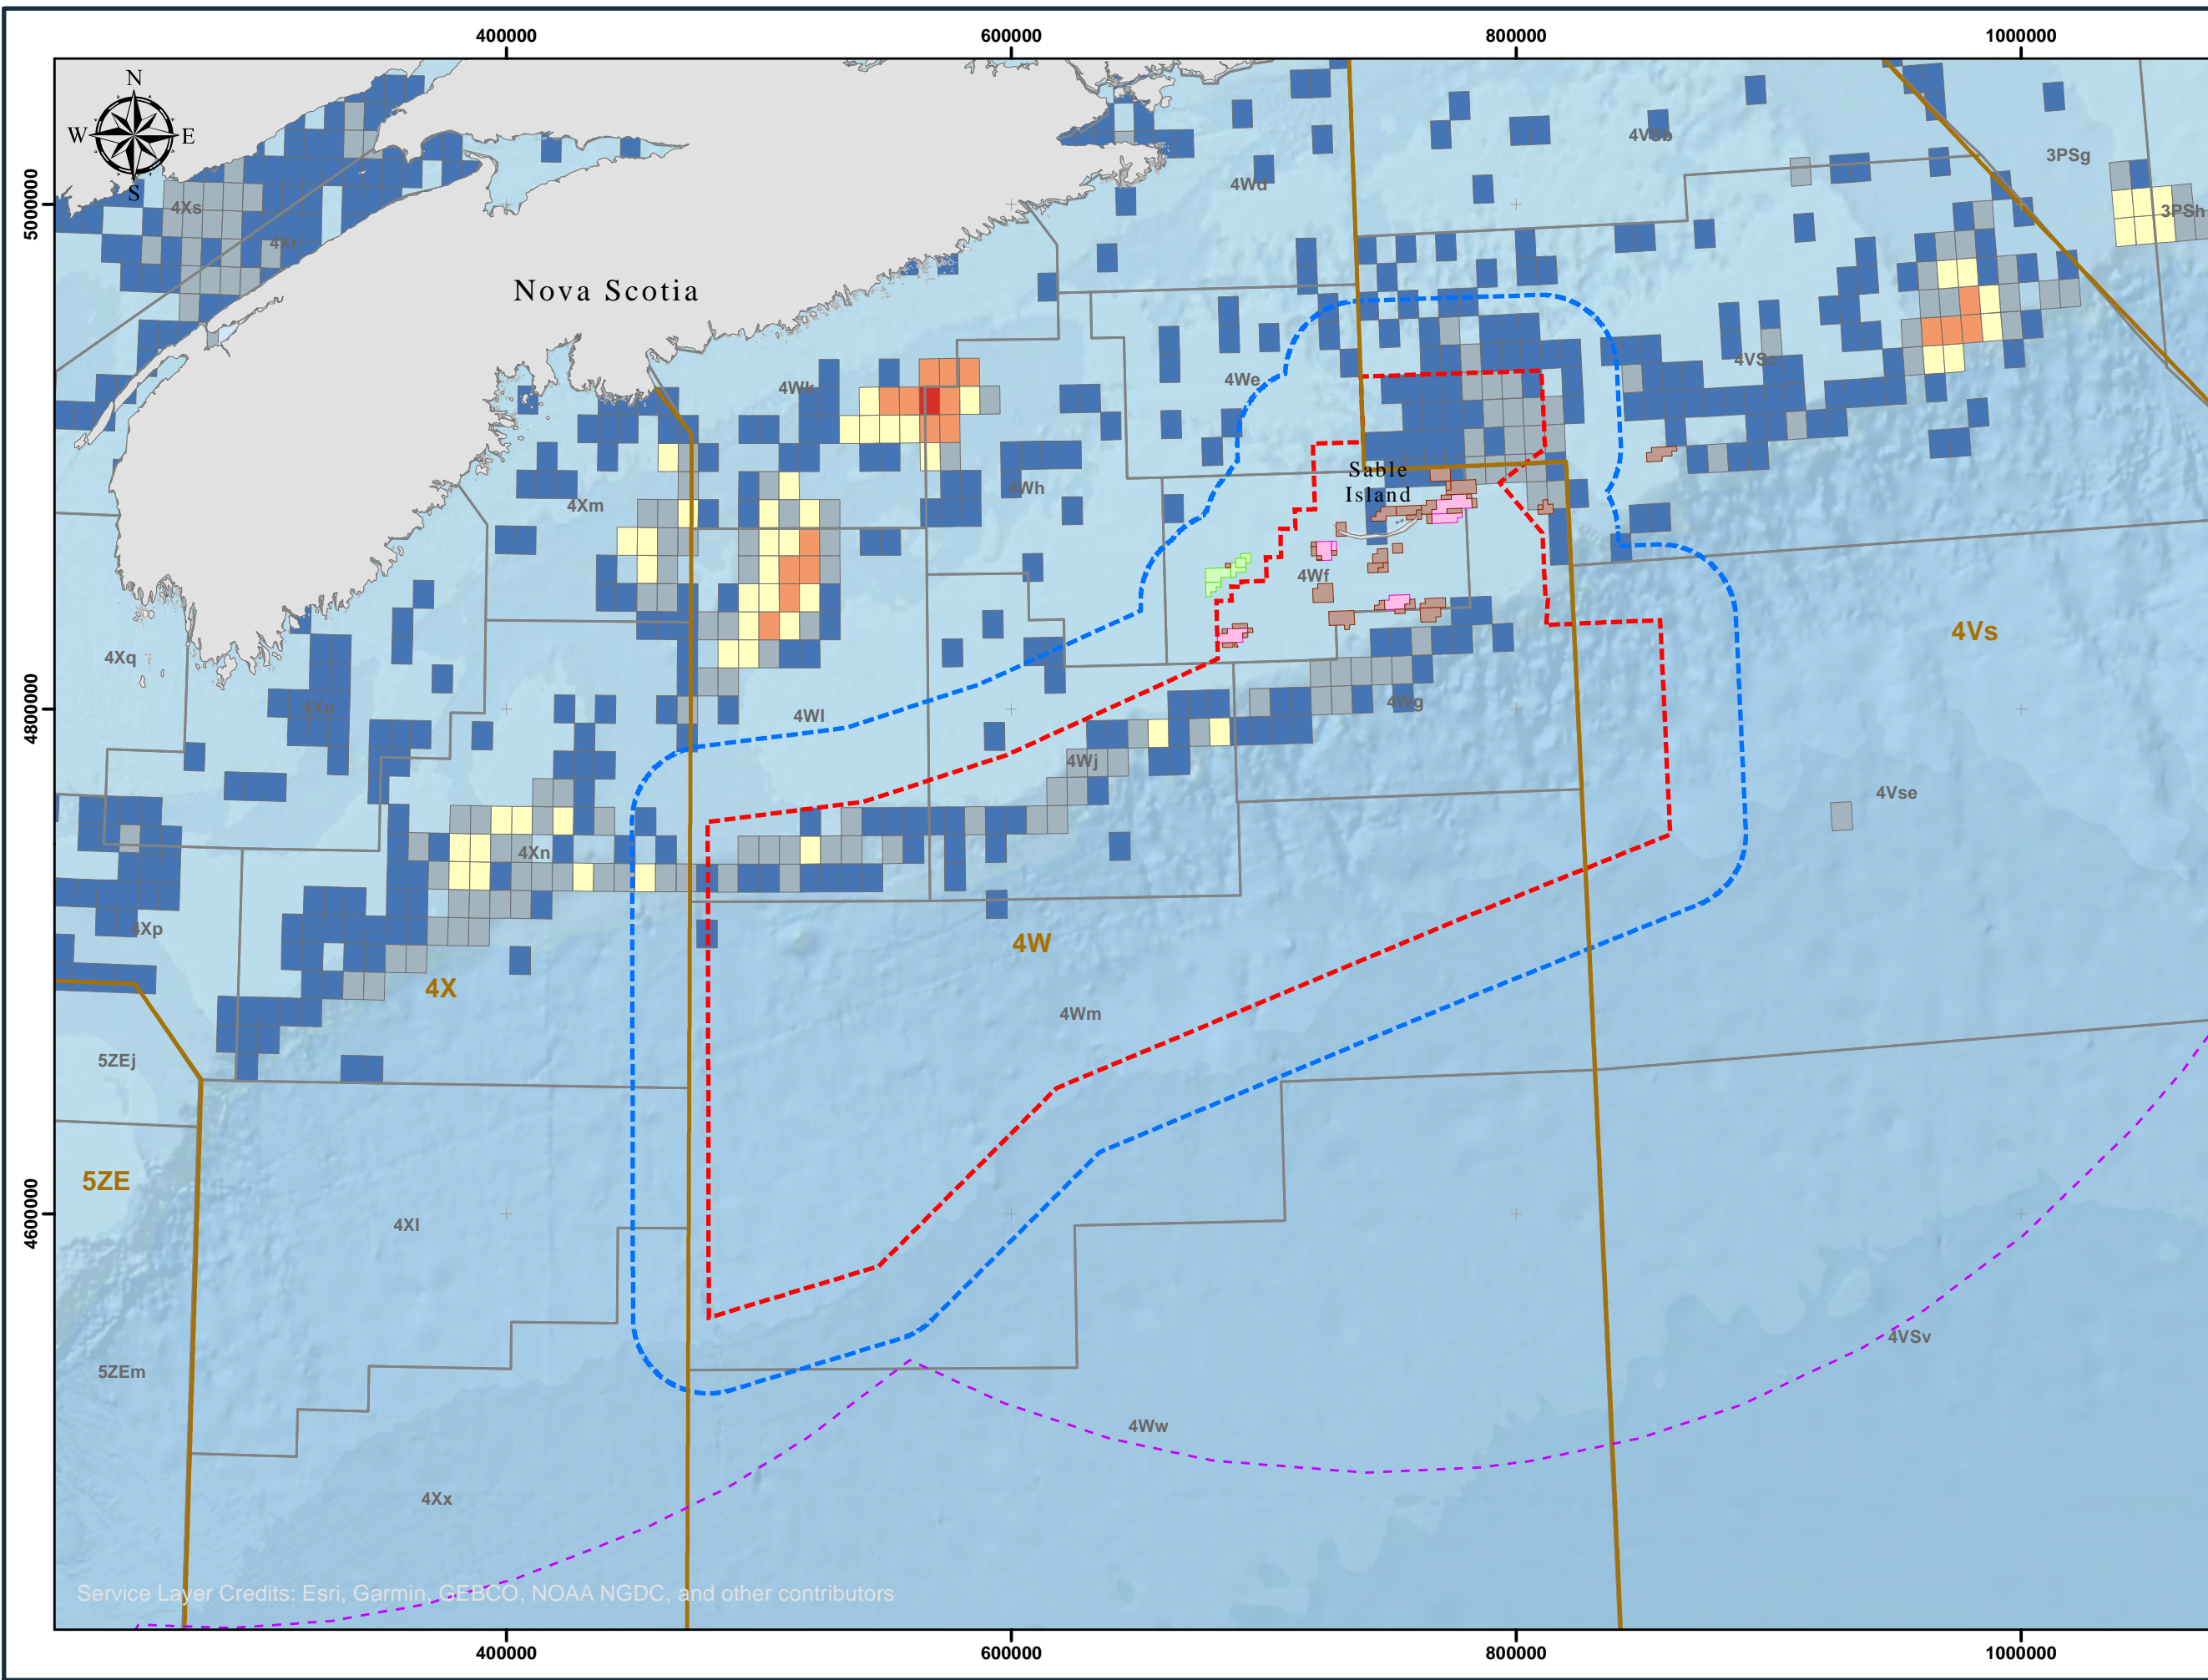 400000 600000 800000 1000000
N
W E
S
5000000
4800000
4600000
4VSb
3PSg
4Wd
4Xs
3PSh
4Xr
Nova Scotia
4VSc
4We
4Wk
Sable
Island
4Wh
4Xm
4Wf
4Vs
4Xq
4Xo
4Wl
4Wg
4Wj
4Vse
4Xn
4Xp
4W
4X
4Wm
5ZEj
5ZE
4Xl
4VSv
5ZEm
4Ww
4Xx
Service Layer Credits: Esri, Garmin, GEBCO, NOAA NGDC, and other contributors
400000 600000 800000 1000000